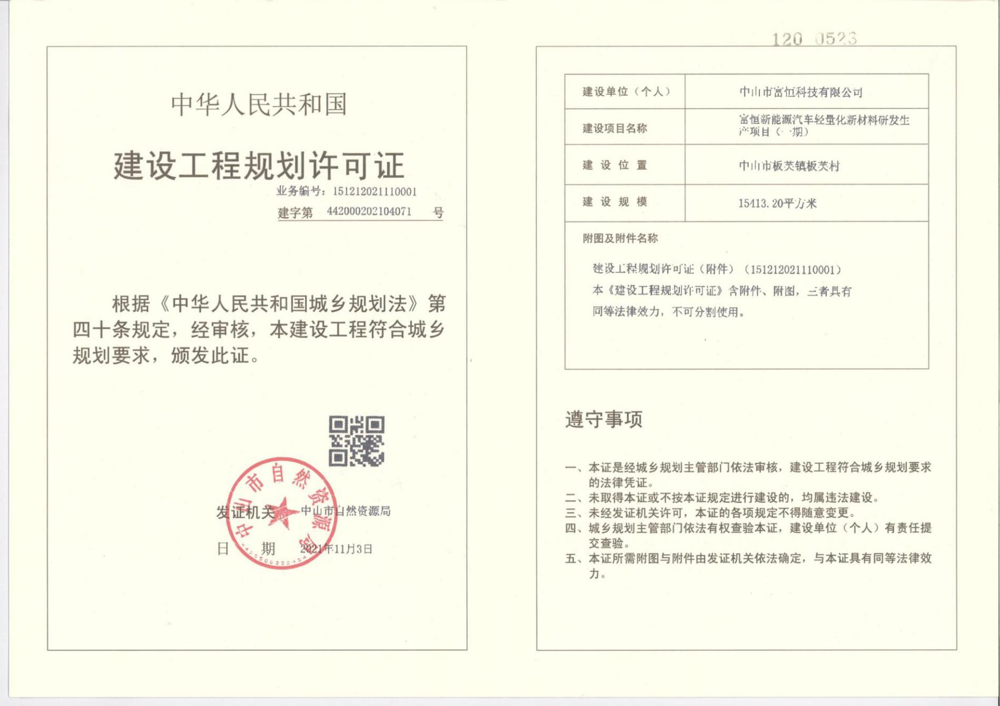 中华人民共和国
建设工程规划许可证
业务编号：151212021110001
建字第 442000202104071 号
根据《中华人民共和国城乡规划法》第
四十条规定，经审核，本建设工程符合城乡
规划要求，颁发此证。
中山市自然资源局
发证机关 中山市自然资源局
日期 2021年11月3日
120 0523
建设单位（个人） 中山市富恒科技有限公司
建设项目名称 富恒新能源汽车轻量化新材料研发生
产项目（一期）
建设位置 中山市板芙镇板芙村
建设规模 15413.20平方米
附图及附件名称
建设工程规划许可证（附件）（151212021110001）
本《建设工程规划许可证》含附件、附图，三者具有
同等法律效力，不可分割使用。
遵守事项
一、本证是经城乡规划主管部门依法审核，建设工程符合城乡规划要求
的法律凭证。
二、未取得本证或不按本证规定进行建设的，均属违法建设。
三、未经发证机关许可，本证的各项规定不得随意变更。
四、城乡规划主管部门依法有权查验本证，建设单位（个人）有责任提
交查验。
五、本证所需附图与附件由发证机关依法确定，与本证具有同等法律效
力。